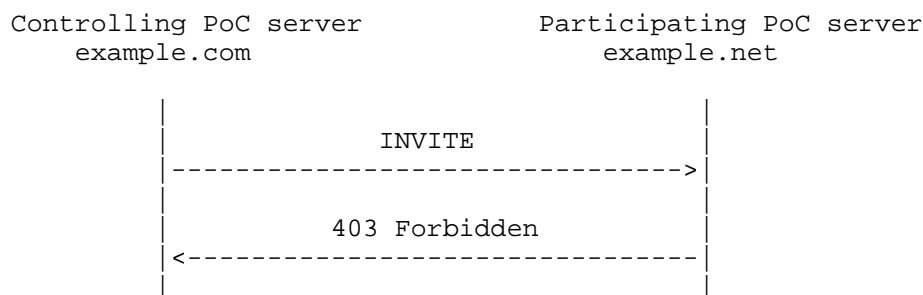 Controlling PoC server Participating PoC server
example.com example.net
INVITE
403 Forbidden